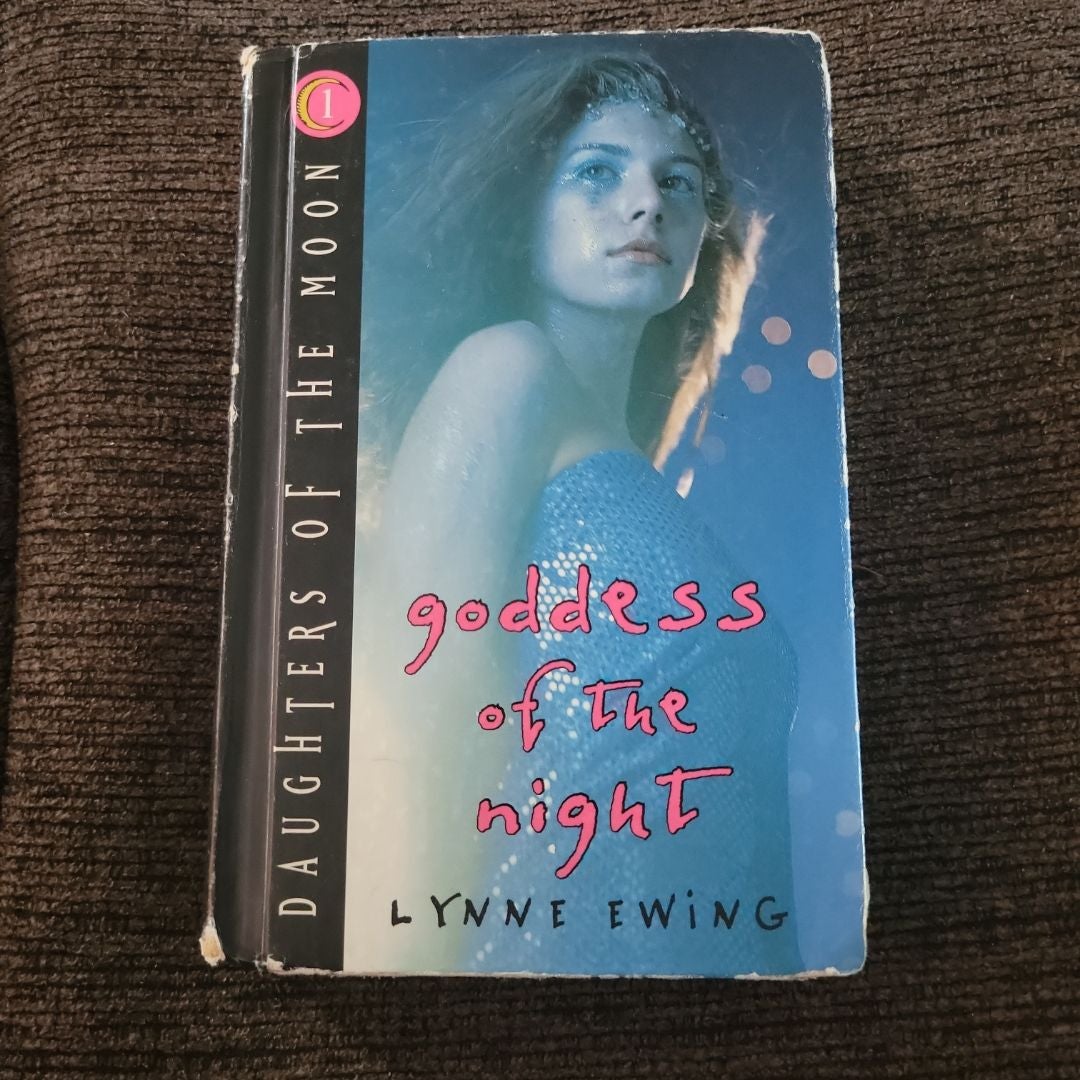 1
DAUGHTERS OF THE MOON
goddess
of the
night
LYNNE EWING